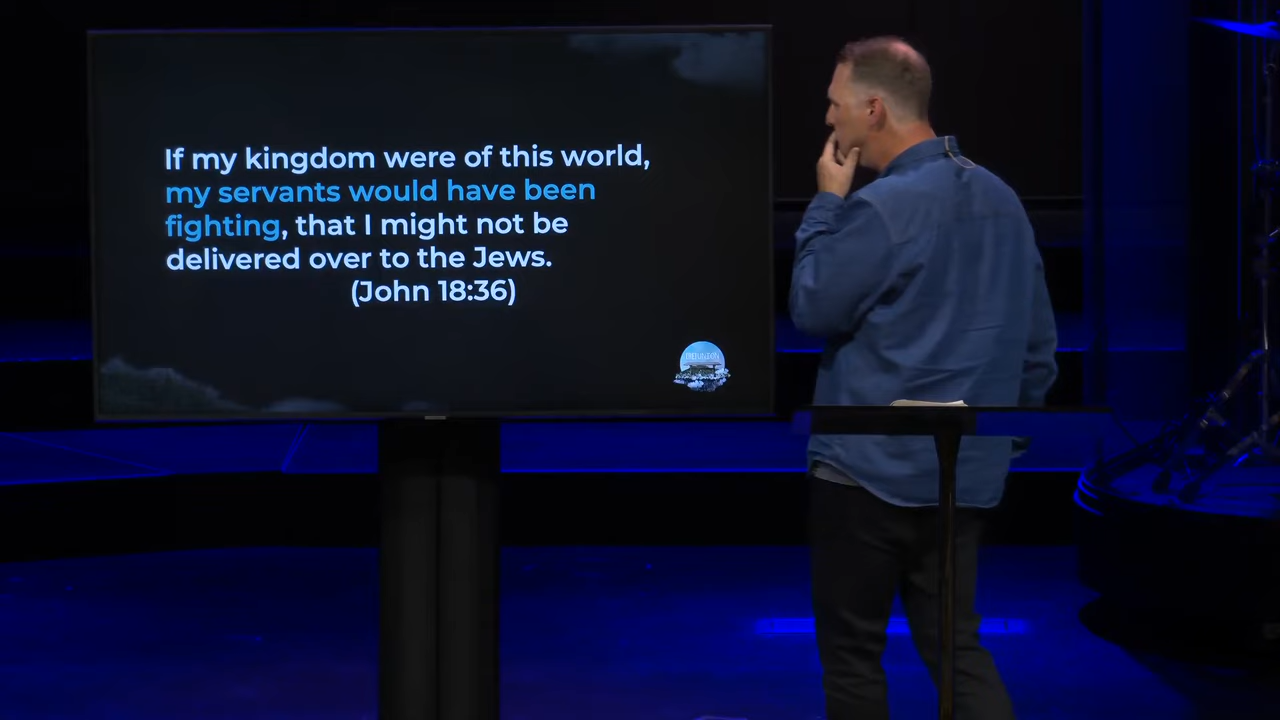 If my kingdom were of this world,
my servants would have been
fighting, that I might not be
delivered over to the Jews.
(John 18:36)